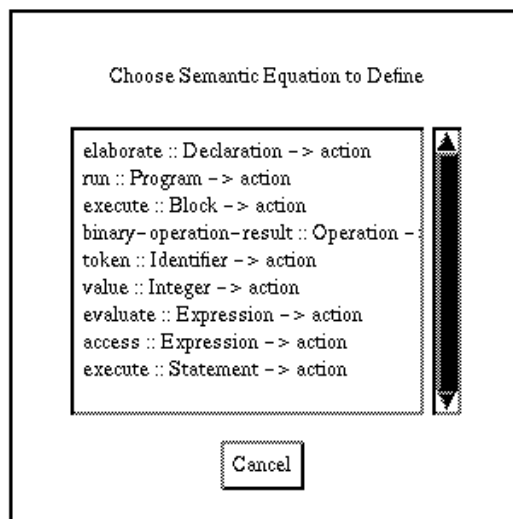 Choose Semantic Equation to Define
elaborate :: Declaration -> action
run :: Program -> action
execute :: Block -> action
binary-operation-result :: Operation -
token :: Identifier -> action
value :: Integer -> action
evaluate :: Expression -> action
access :: Expression -> action
execute :: Statement -> action
Cancel